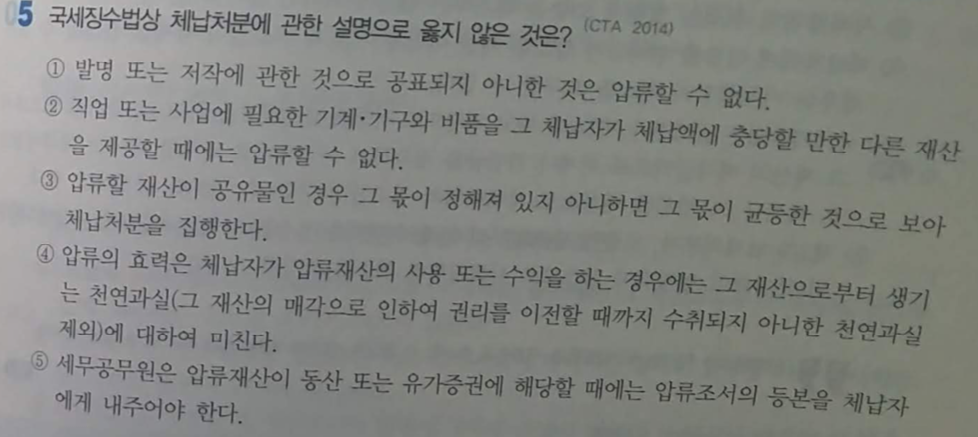 05 국세징수법상 체납처분에 관한 설명으로 옳지 않은 것은? (CTA 2014)
① 발명 또는 저작에 관한 것으로 공표되지 아니한 것은 압류할 수 없다.
② 직업 또는 사업에 필요한 기계·기구와 비품을 그 체납자가 체납액에 충당할 만한 다른 재산
을 제공할 때에는 압류할 수 없다.
③ 압류할 재산이 공유물인 경우 그 몫이 정해져 있지 아니하면 그 몫이 균등한 것으로 보아
체납처분을 집행한다.
④ 압류의 효력은 체납자가 압류재산의 사용 또는 수익을 하는 경우에는 그 재산으로부터 생기
는 천연과실(그 재산의 매각으로 인하여 권리를 이전할 때까지 수취되지 아니한 천연과실
제외)에 대하여 미친다.
⑤ 세무공무원은 압류재산이 동산 또는 유가증권에 해당할 때에는 압류조서의 등본을 체납자
에게 내주어야 한다.